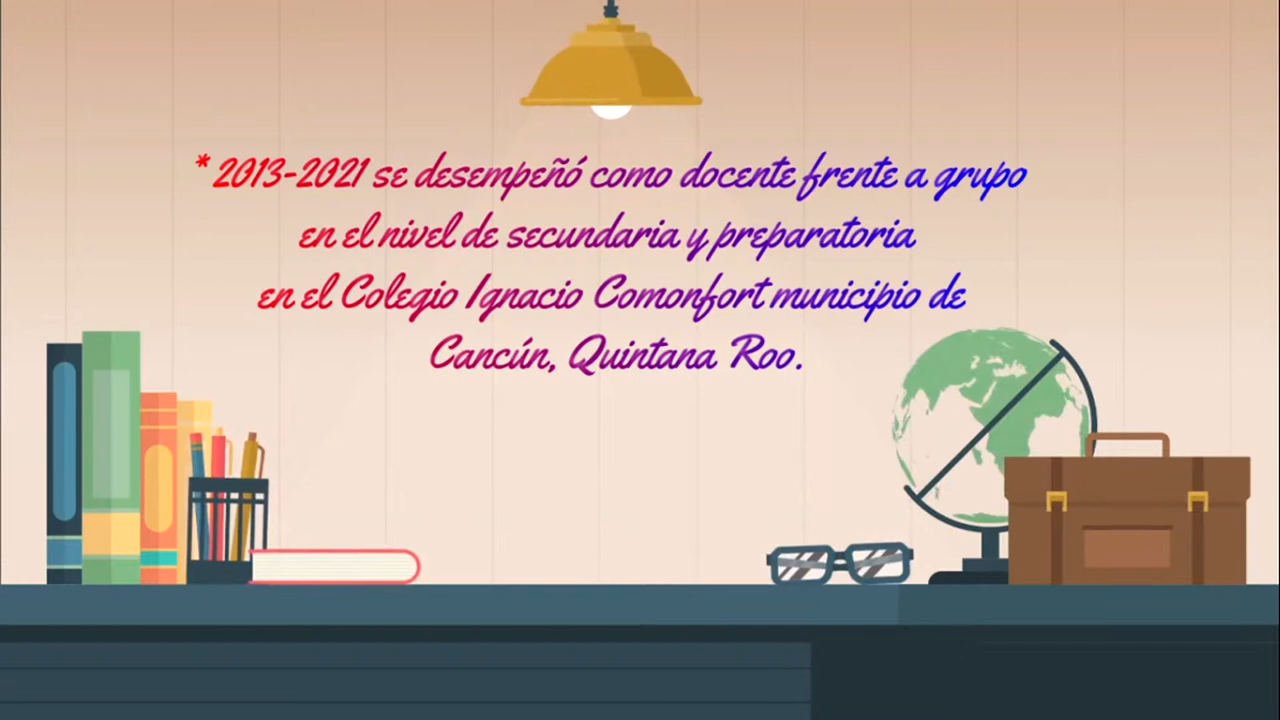 * 2013-2021 se desempeñó como docente frente a grupo
en el nivel de secundaria y preparatoria
en el Colegio Ignacio Comonfort municipio de
Cancún, Quintana Roo.